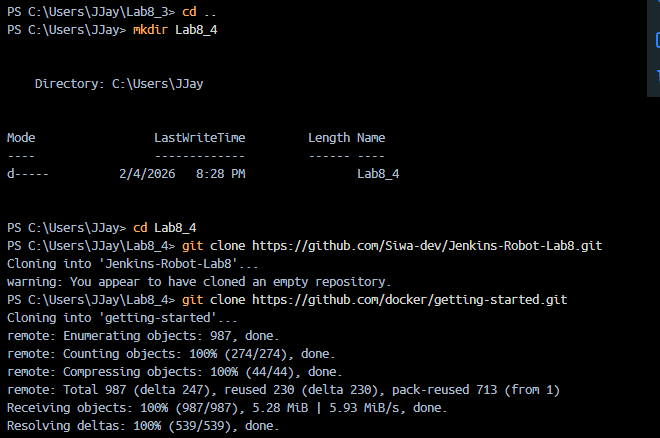 PS C:\Users\JJay\Lab8_3> cd ..
PS C:\Users\JJay> mkdir Lab8_4
Directory: C:\Users\JJay
Mode                LastWriteTime         Length Name
----                -------------         ------ ----
d-----         2/4/2026   8:28 PM                Lab8_4
PS C:\Users\JJay> cd Lab8_4
PS C:\Users\JJay\Lab8_4> git clone https://github.com/Siwa-dev/Jenkins-Robot-Lab8.git
Cloning into 'Jenkins-Robot-Lab8'...
warning: You appear to have cloned an empty repository.
PS C:\Users\JJay\Lab8_4> git clone https://github.com/docker/getting-started.git
Cloning into 'getting-started'...
remote: Enumerating objects: 987, done.
remote: Counting objects: 100% (274/274), done.
remote: Compressing objects: 100% (44/44), done.
remote: Total 987 (delta 247), reused 230 (delta 230), pack-reused 713 (from 1)
Receiving objects: 100% (987/987), 5.28 MiB | 5.93 MiB/s, done.
Resolving deltas: 100% (539/539), done.